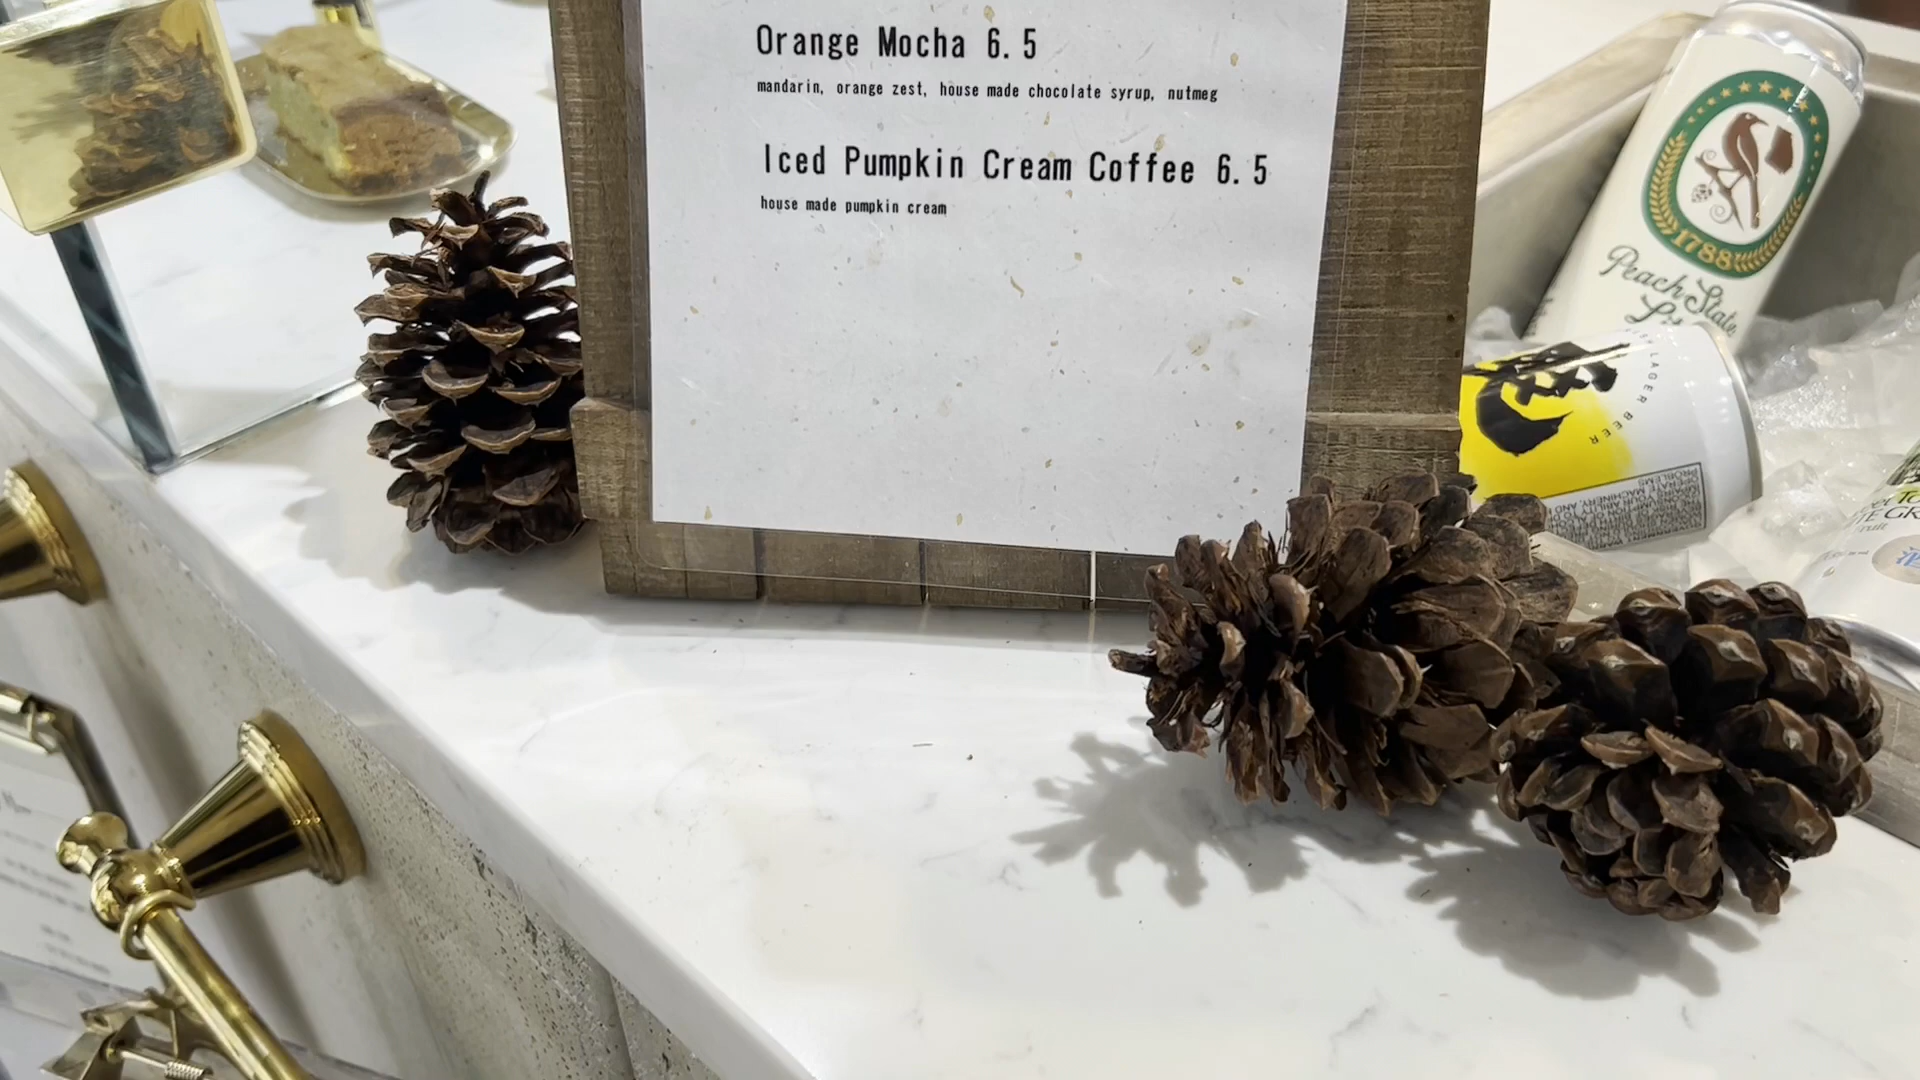 Orange Mocha 6.5
mandarin, orange zest, house made chocolate syrup, nutmeg
Iced Pumpkin Cream Coffee 6.5
house made pumpkin cream
1788
Peach State
LAGER BEER